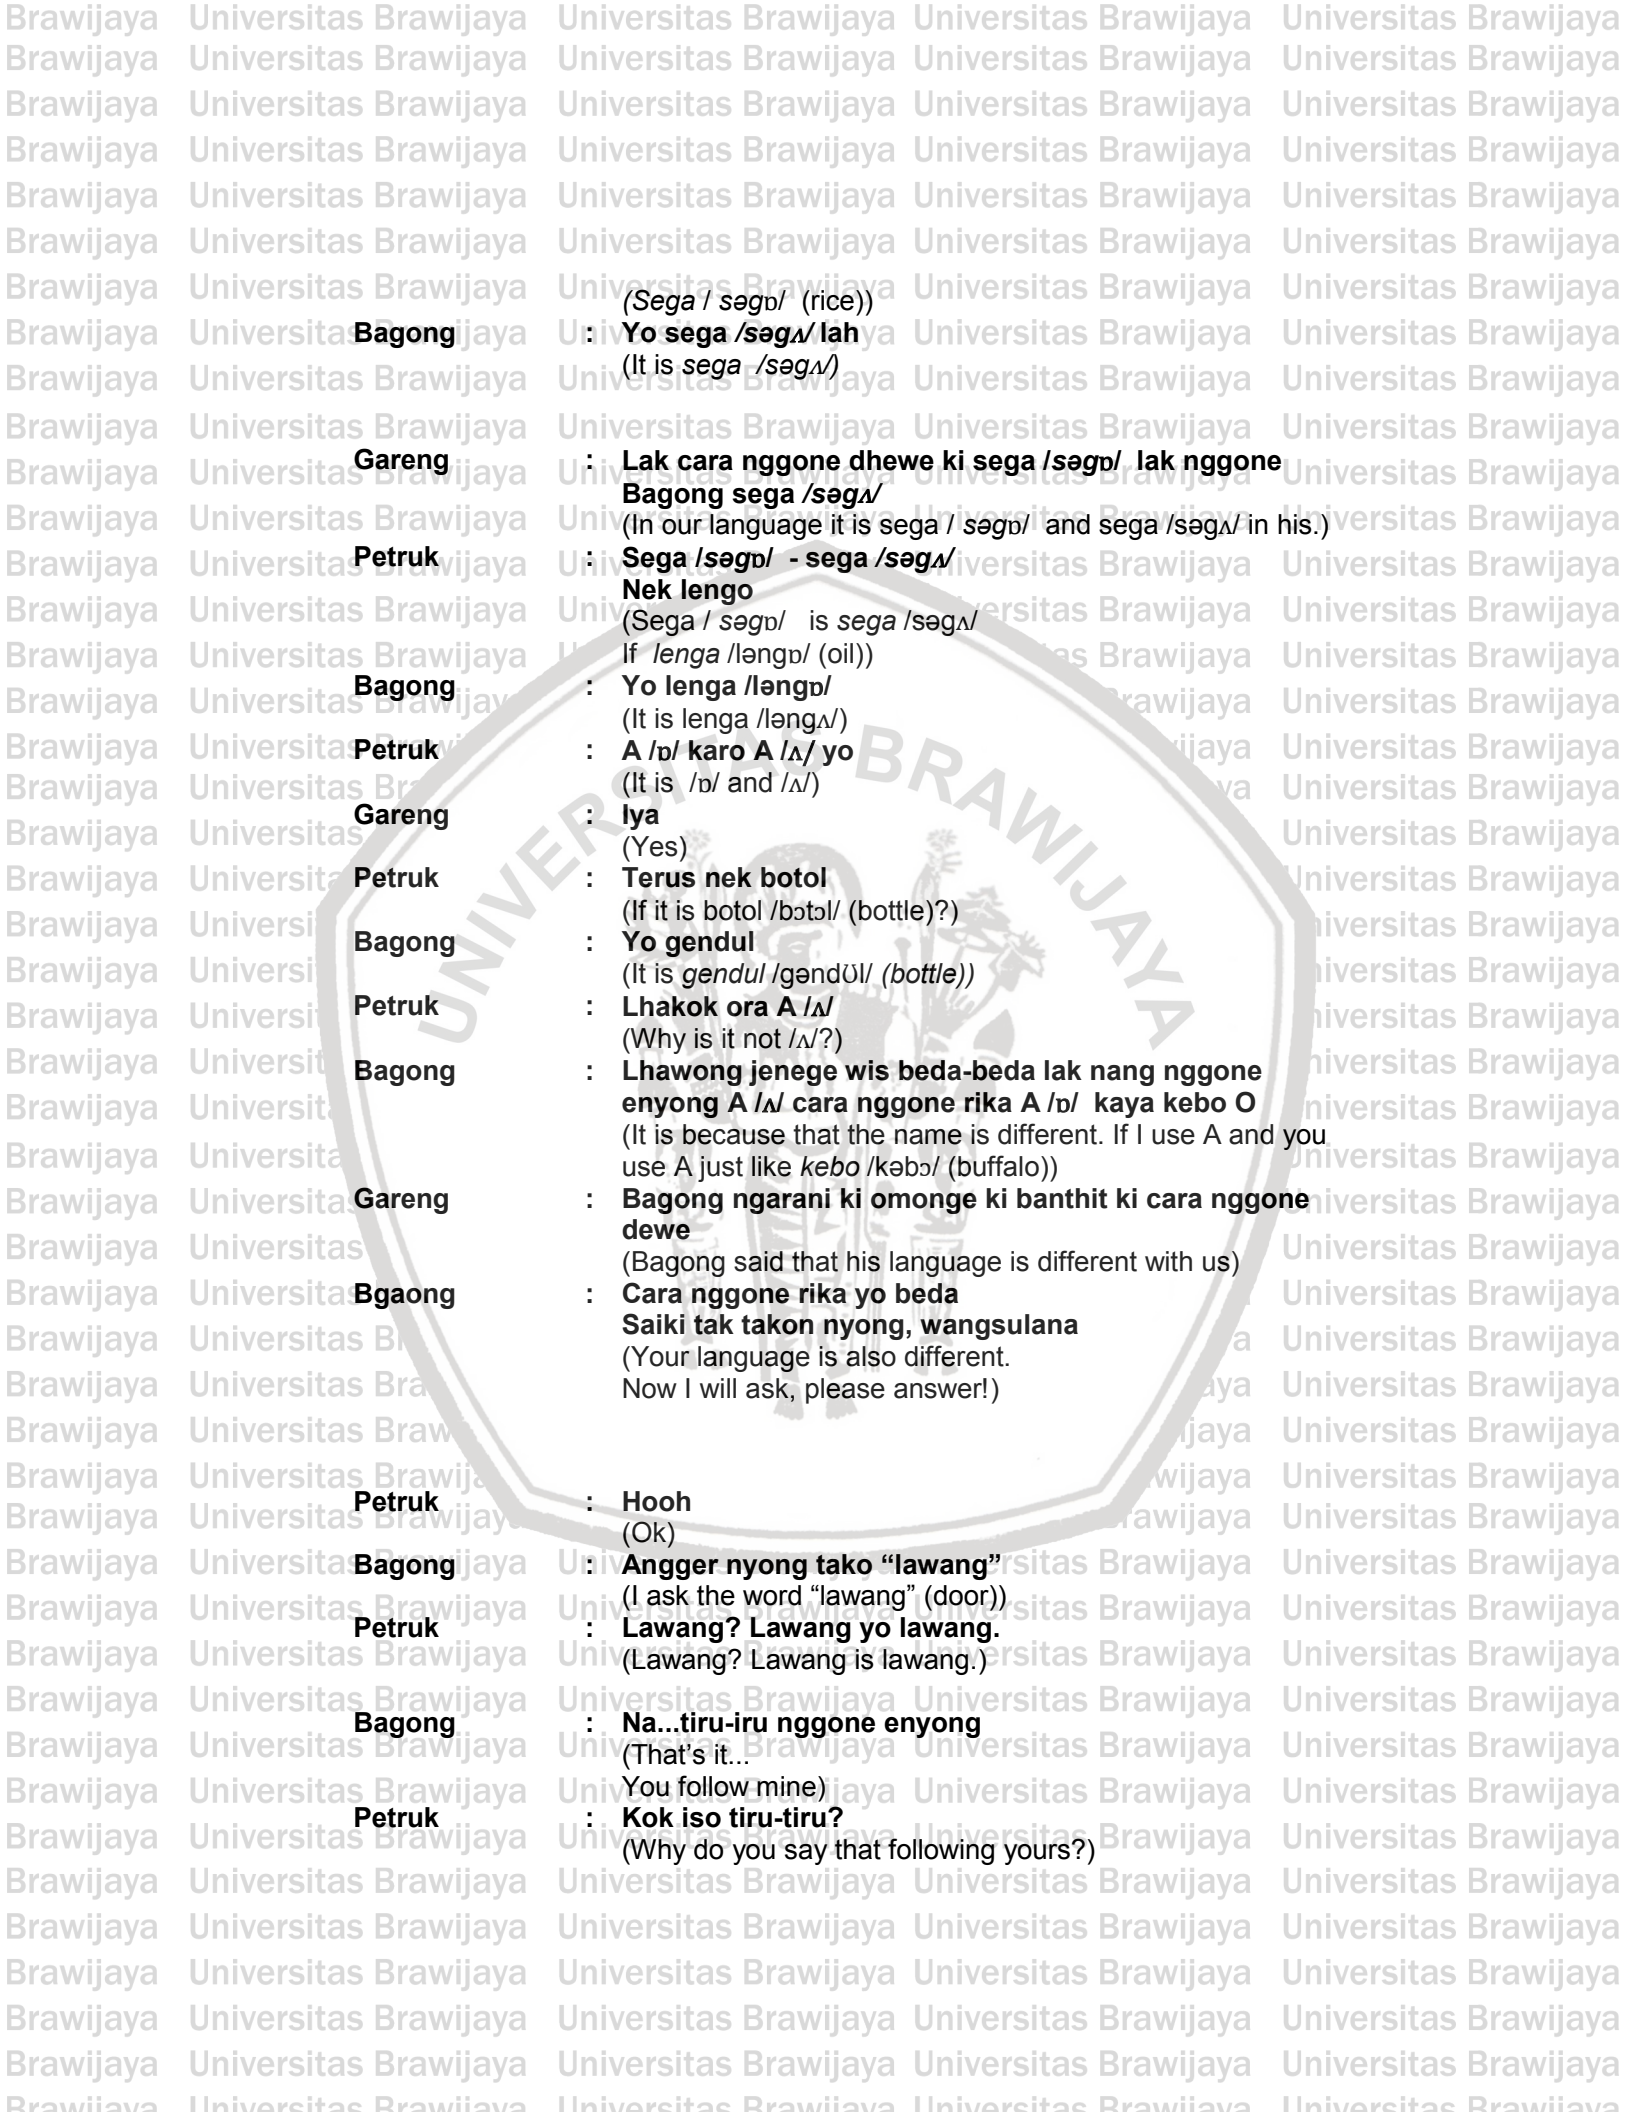 (Sega / səgɒ/ (rice))
Bagong : Yo sega /səgʌ/ lah
(It is sega /səgʌ/)
Gareng : Lak cara nggone dhewe ki sega /səgɒ/ lak nggone
Bagong sega /səgʌ/
(In our language it is sega / səgɒ/ and sega /səgʌ/ in his.)
Petruk : Sega /səgɒ/ - sega /səgʌ/
Nek lengo
(Sega / səgɒ/ is sega /səgʌ/
If lenga /ləngɒ/ (oil))
Bagong : Yo lenga /ləngɒ/
(It is lenga /ləngʌ/)
Petruk : A /ɒ/ karo A /ʌ/ yo
(It is /ɒ/ and /ʌ/)
Gareng : Iya
(Yes)
Petruk : Terus nek botol
(If it is botol /bɔtɔl/ (bottle)?)
Bagong : Yo gendul
(It is gendul /gəndƱl/ (bottle))
Petruk : Lhakok ora A /ʌ/
(Why is it not /ʌ/?)
Bagong : Lhawong jenege wis beda-beda lak nang nggone
enyong A /ʌ/ cara nggone rika A /ɒ/ kaya kebo O
(It is because that the name is different. If I use A and you
use A just like kebo /kəbɔ/ (buffalo))
Gareng : Bagong ngarani ki omonge ki banthit ki cara nggone
dewe
(Bagong said that his language is different with us)
Bgaong : Cara nggone rika yo beda
Saiki tak takon nyong, wangsulana
(Your language is also different.
Now I will ask, please answer!)
Petruk : Hooh
(Ok)
Bagong : Angger nyong tako “lawang”
(I ask the word “lawang” (door))
Petruk : Lawang? Lawang yo lawang.
(Lawang? Lawang is lawang.)
Bagong : Na...tiru-iru nggone enyong
(That’s it...
You follow mine)
Petruk : Kok iso tiru-tiru?
(Why do you say that following yours?)
UNIVERSITAS BRAWIJAYA